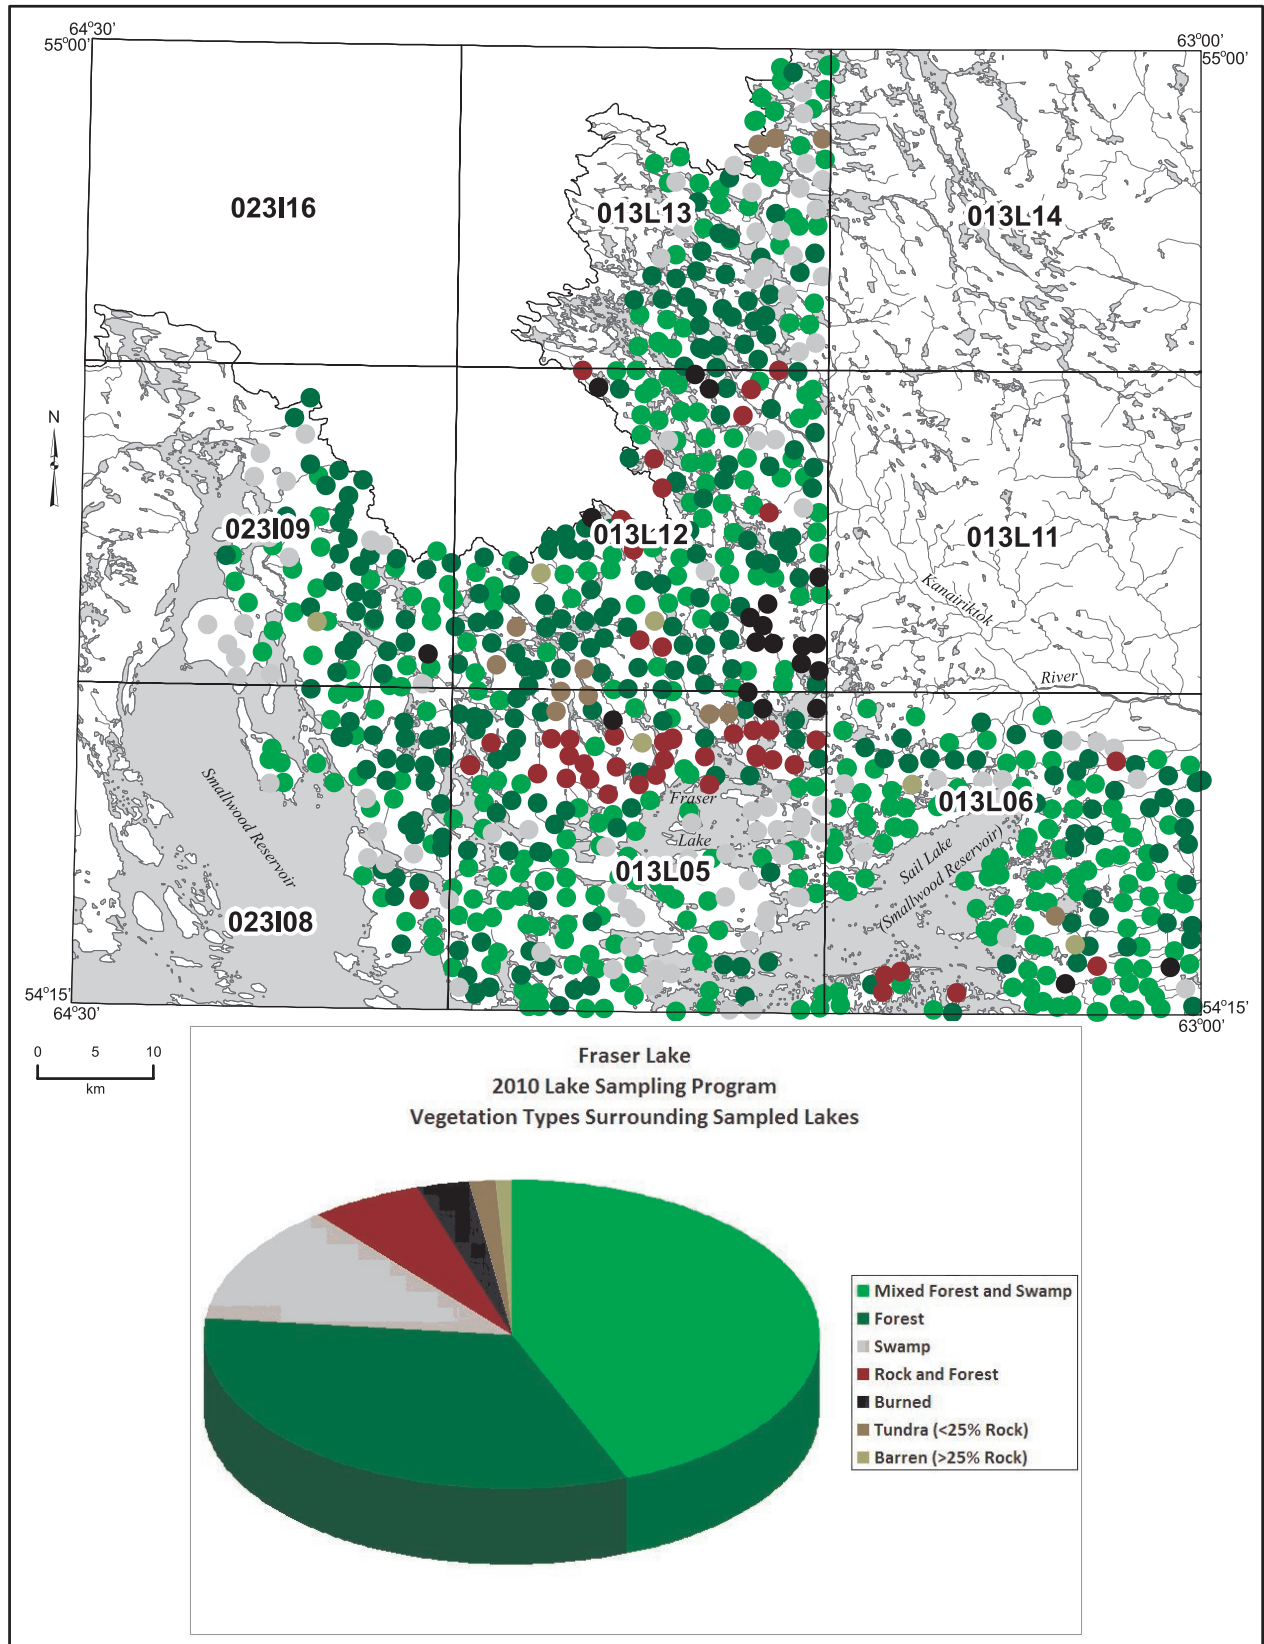 64°30'
55°00'
63°00'
55°00'
023I16
013L13
013L14
N
023I09
013L12
013L11
Kanairiktok
River
Smallwood Reservoir
Fraser
Lake
013L06
Sail Lake
(Smallwood Reservoir)
013L05
023I08
54°15'
64°30'
54°15'
63°00'
0 5 10
km
Fraser Lake
2010 Lake Sampling Program
Vegetation Types Surrounding Sampled Lakes
Mixed Forest and Swamp
Forest
Swamp
Rock and Forest
Burned
Tundra (<25% Rock)
Barren (>25% Rock)